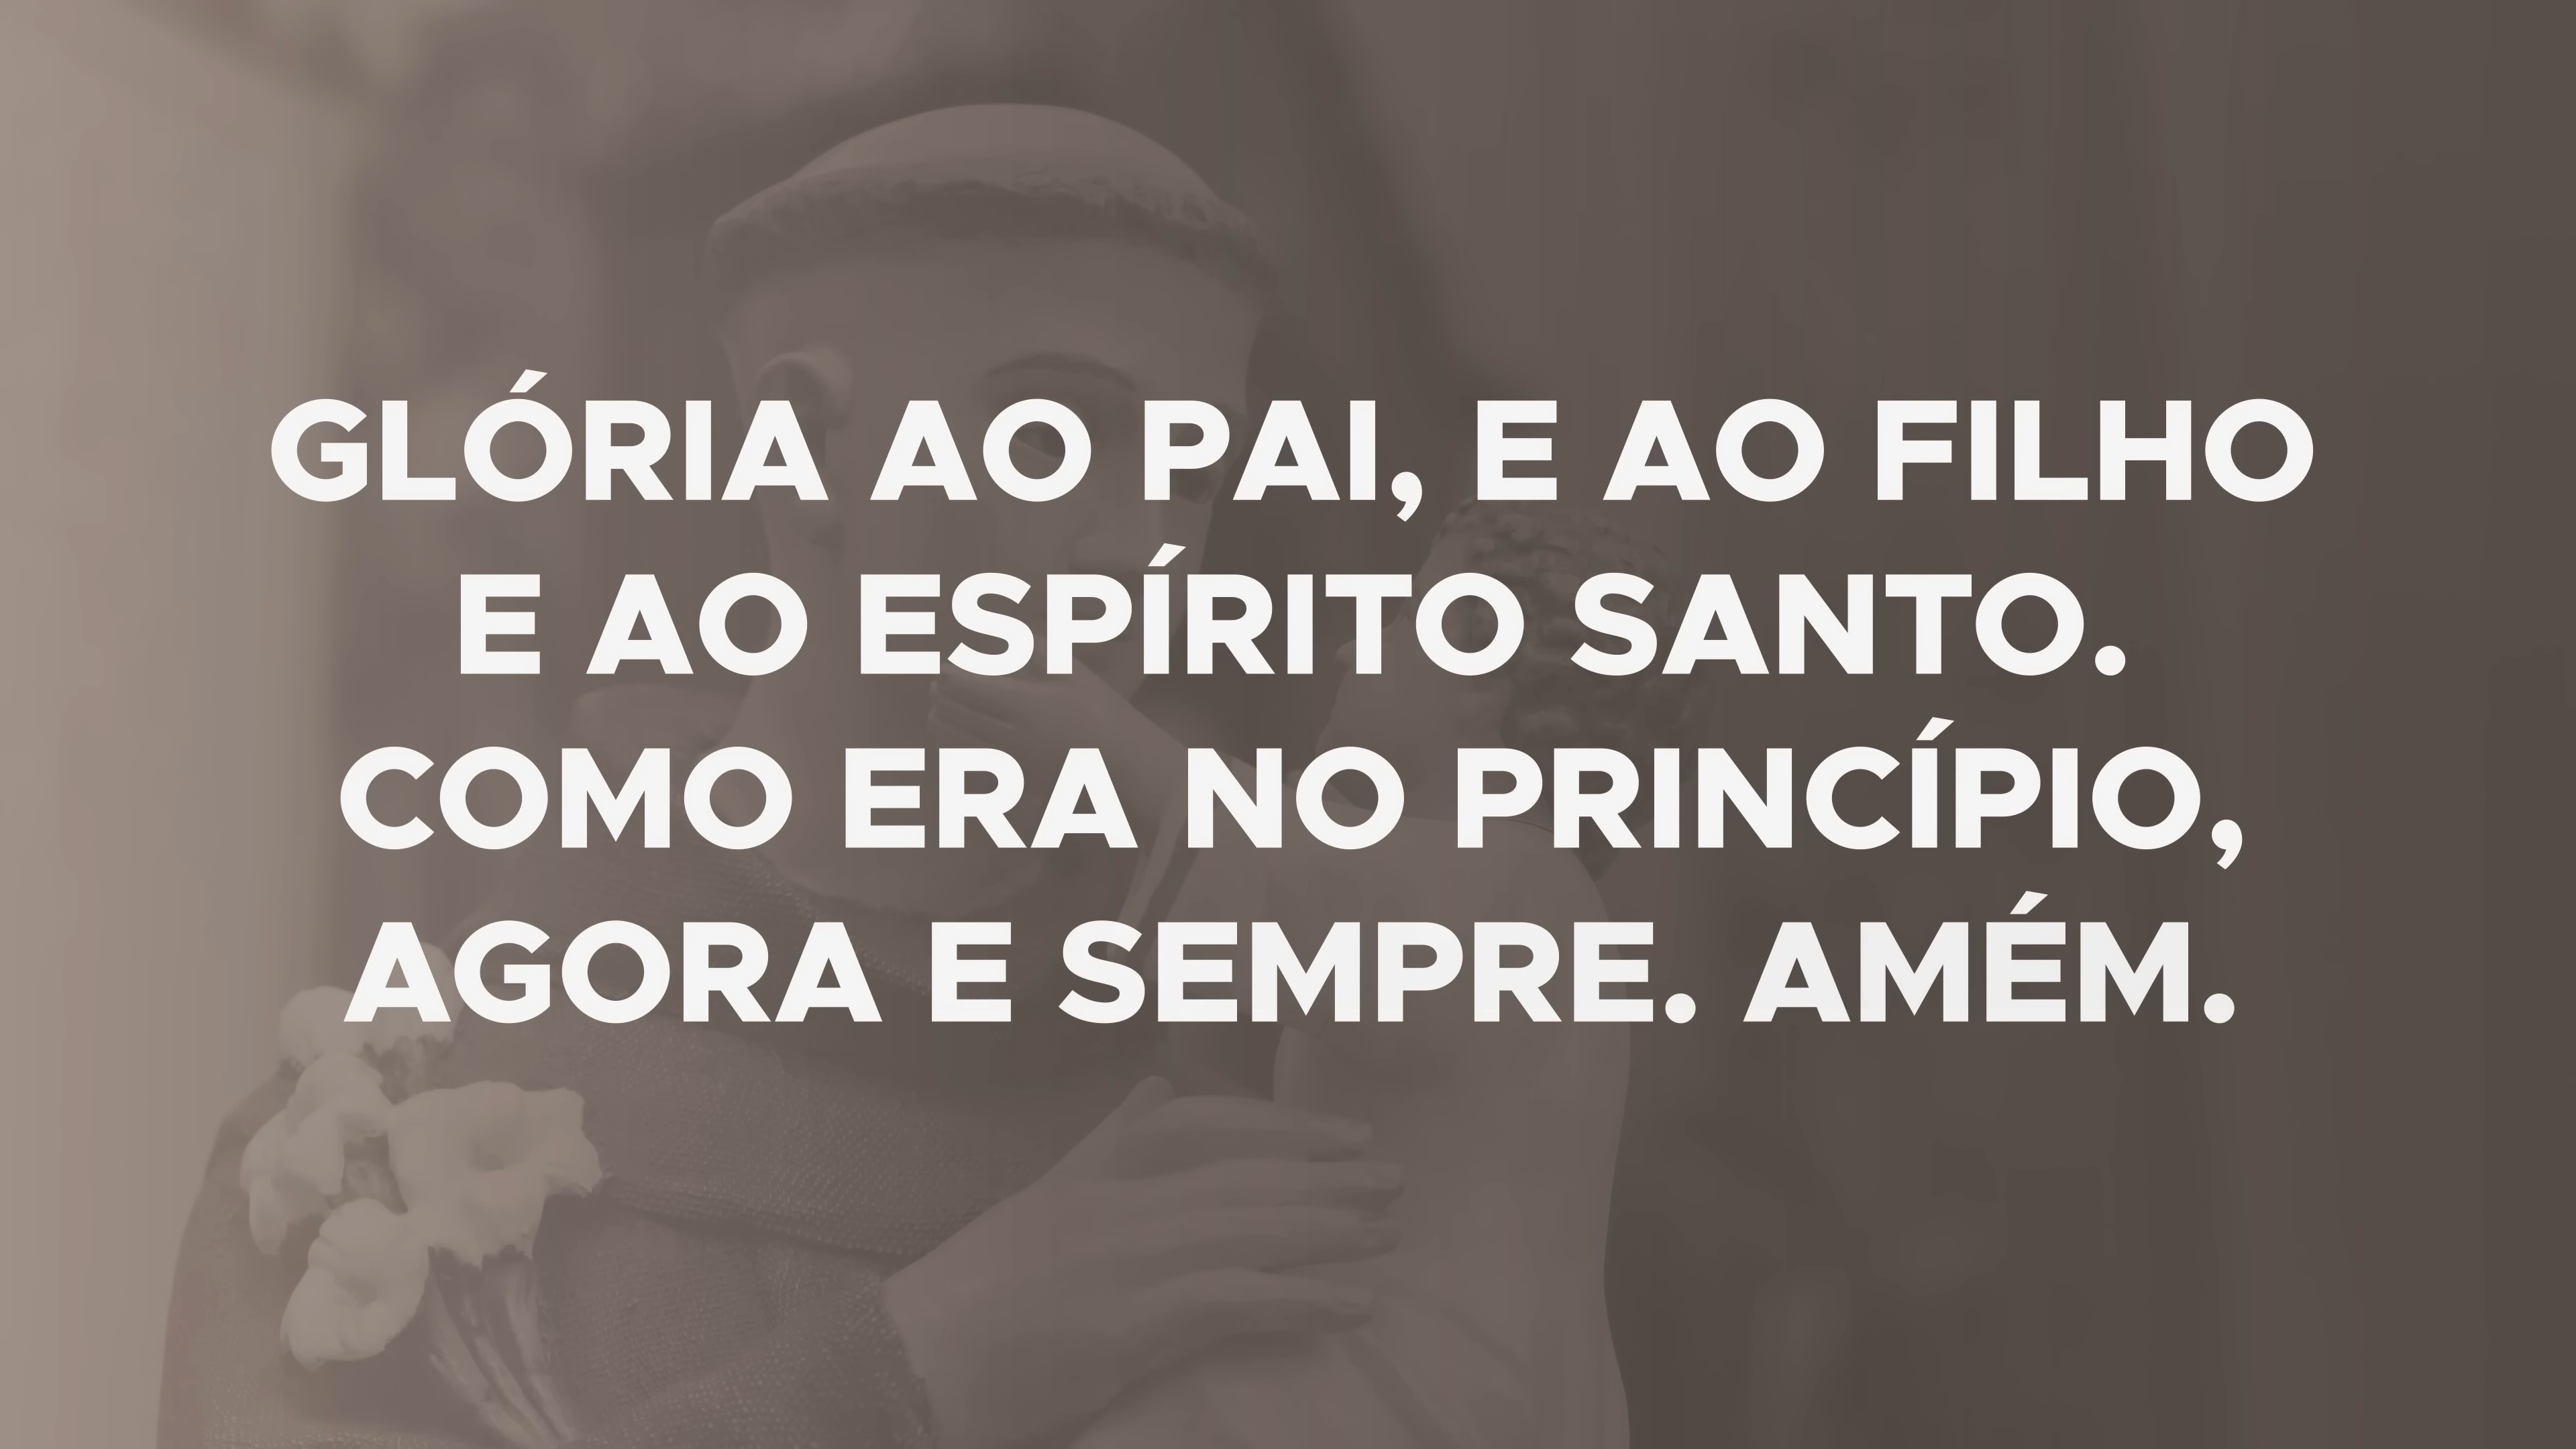 GLÓRIA AO PAI, E AO FILHO
E AO ESPÍRITO SANTO.
COMO ERA NO PRINCÍPIO,
AGORA E SEMPRE. AMÉM.